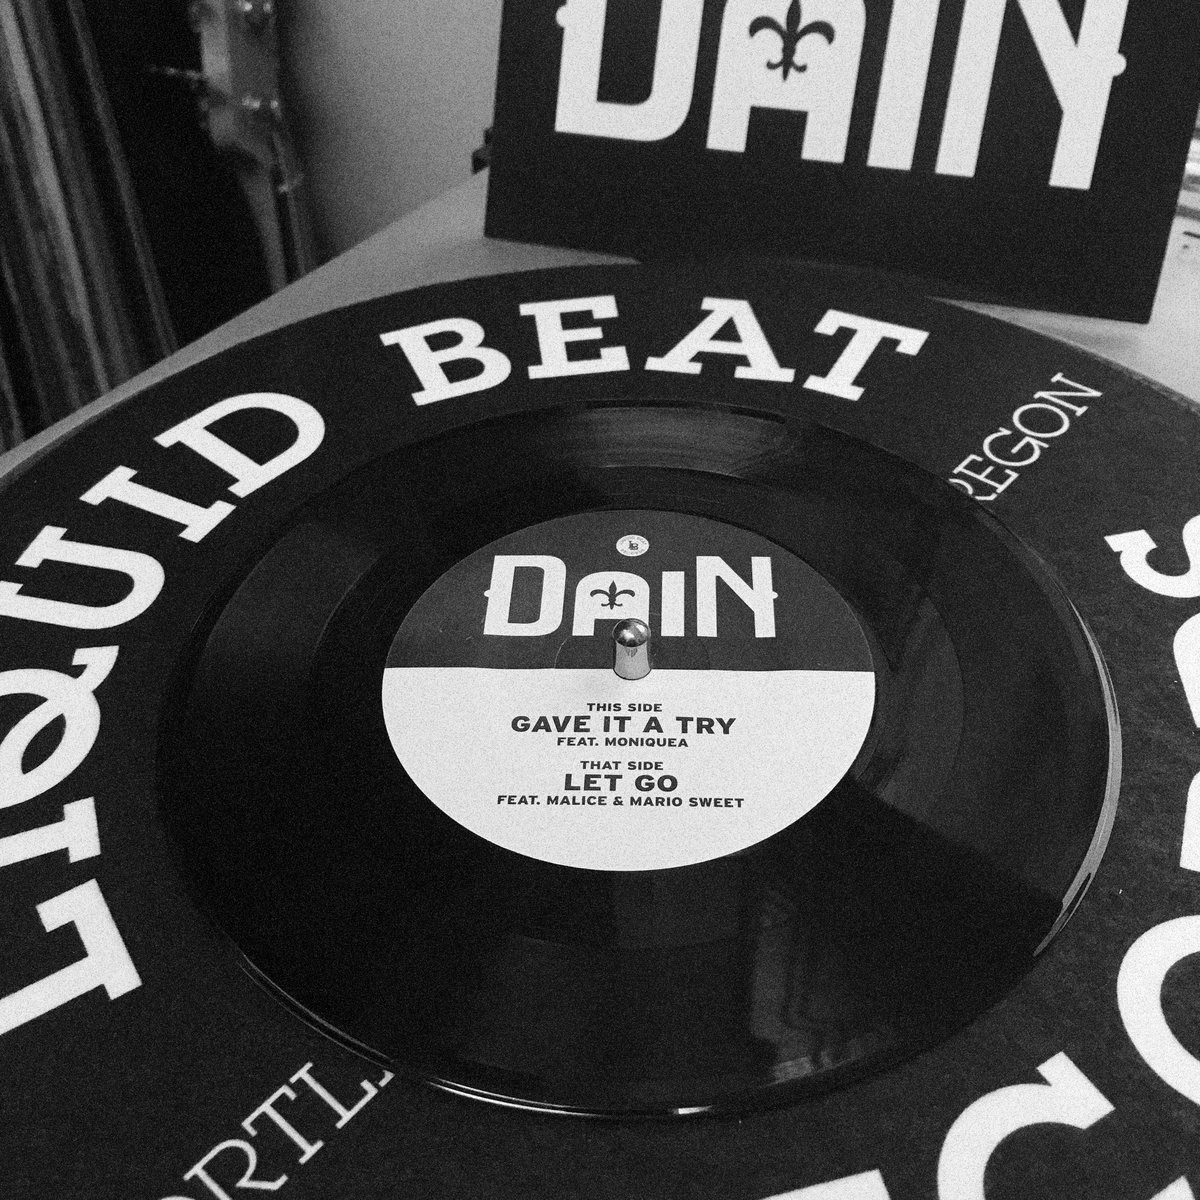 DAIN
LIQUID BEAT
REGON
DAIN
THIS SIDE
GAVE IT A TRY
FEAT. MONIQUEA
THAT SIDE
LET GO
FEAT. MALICE & MARIO SWEET
ORTL